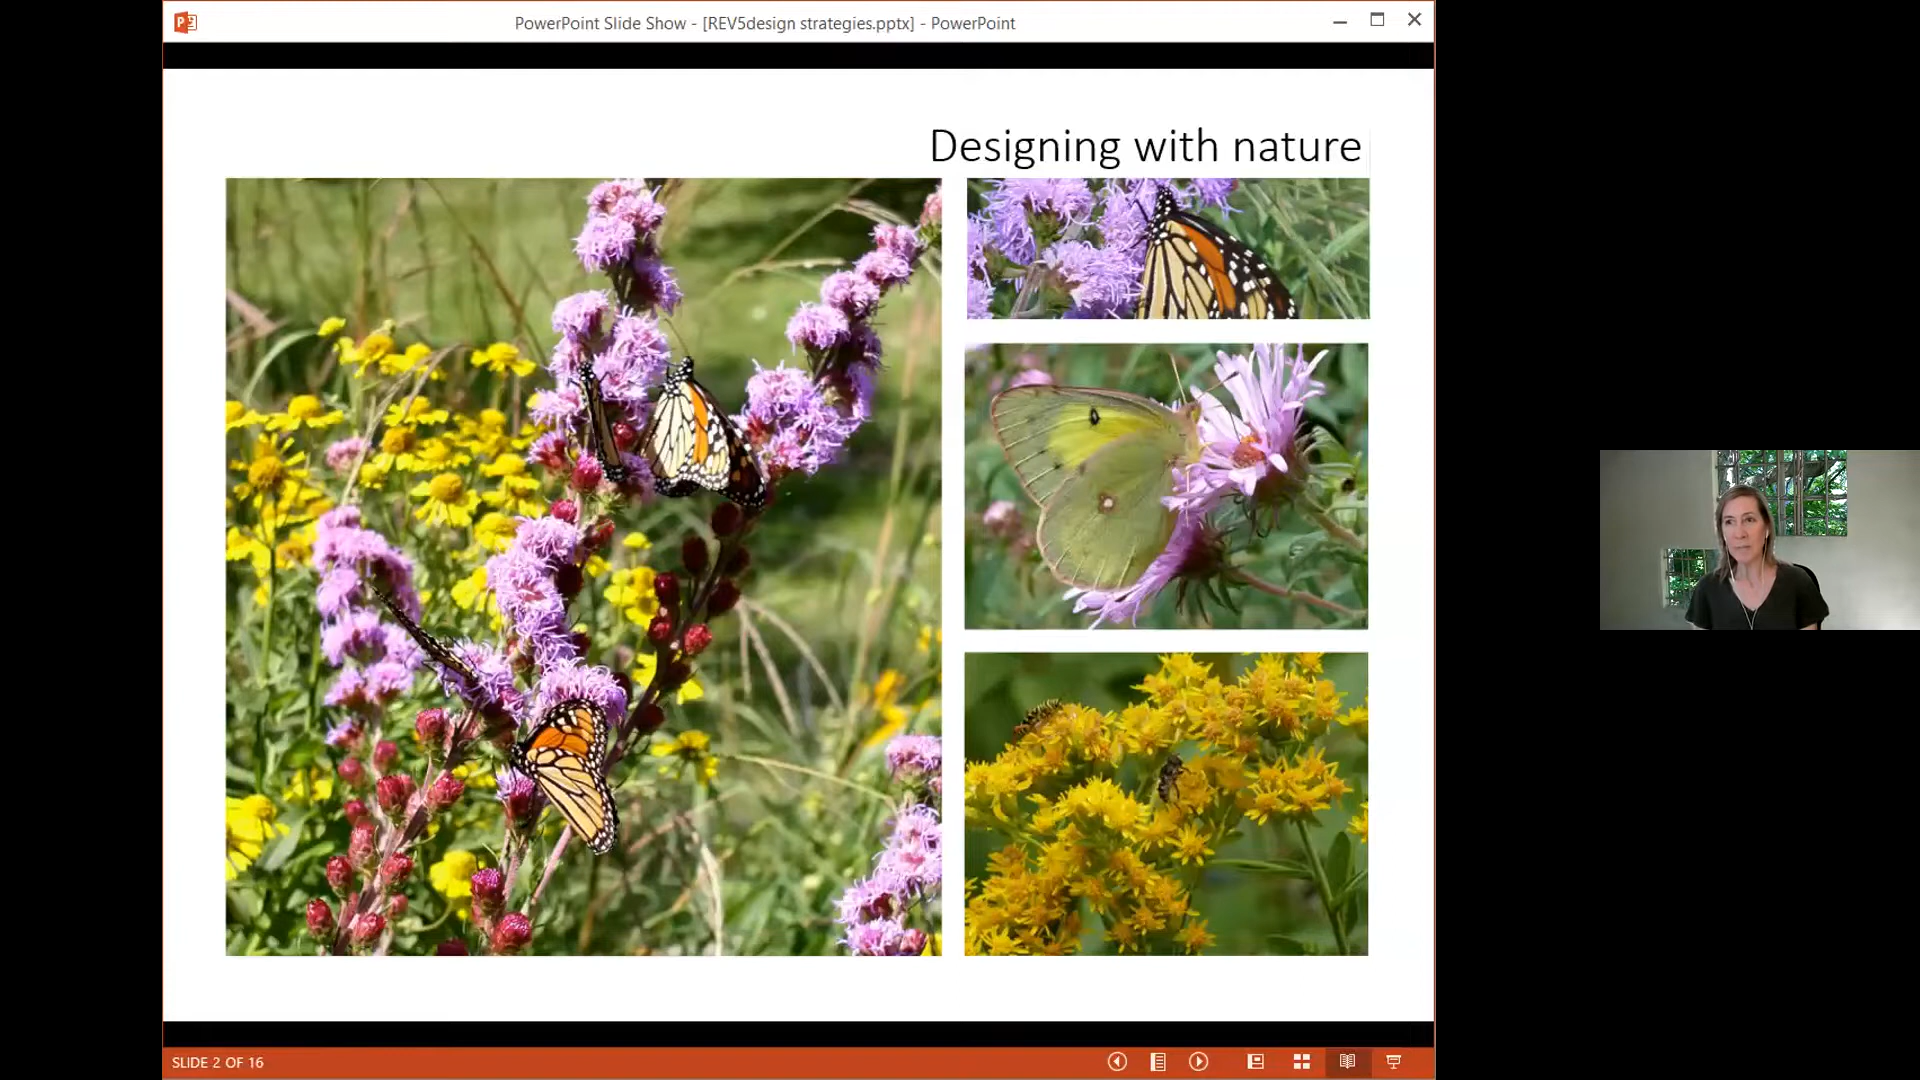 PowerPoint Slide Show - [REV5design strategies.pptx] - PowerPoint
Designing with nature
SLIDE 2 OF 16